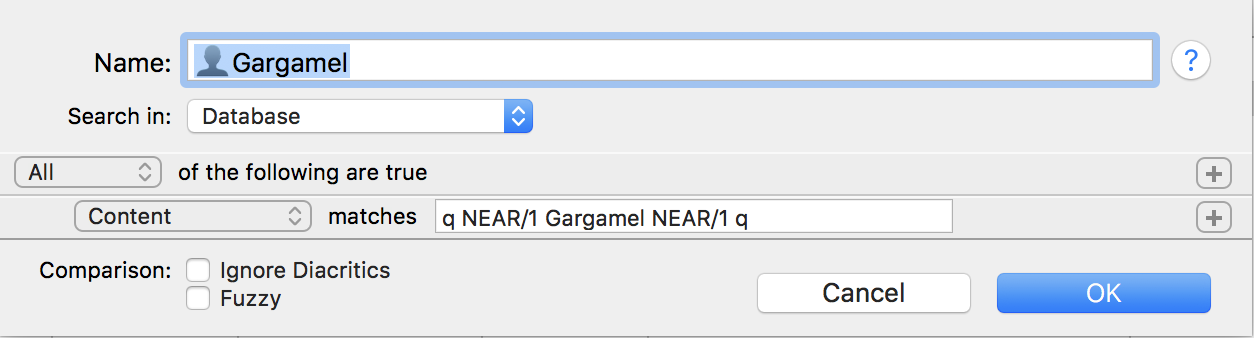 Name: 👤 Gargamel ?
Search in: Database
All of the following are true +
Content matches q NEAR/1 Gargamel NEAR/1 q +
Comparison: Ignore Diacritics
Fuzzy
Cancel OK